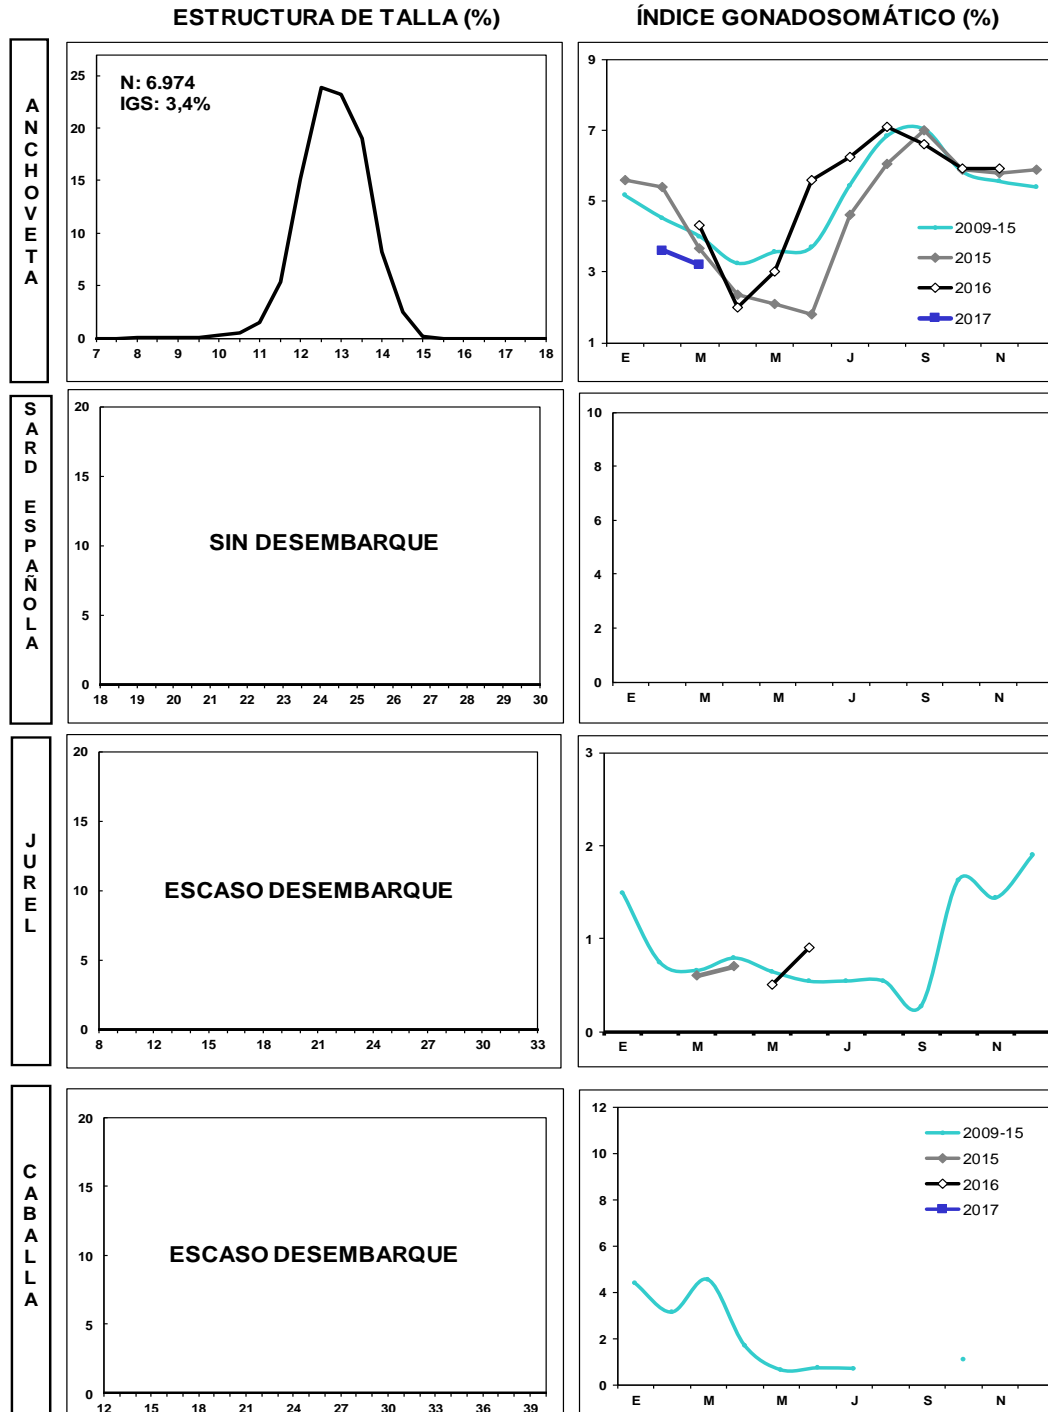 ESTRUCTURA DE TALLA (%)
ÍNDICE GONADOSOMÁTICO (%)
ANCHOVETA
N: 6.974
IGS: 3,4%
25
20
15
10
5
0
7 8 9 10 11 12 13 14 15 16 17 18
9
7
5
3
1
E M M J S N
2009-15
2015
2016
2017
SARD ESPAÑOLA
20
15
10
5
0
SIN DESEMBARQUE
18 19 20 21 22 23 24 25 26 27 28 29 30
10
8
6
4
2
0
E M M J S N
JUREL
20
15
10
5
0
ESCASO DESEMBARQUE
8 12 12 15 18 21 24 27 30 33
3
2
1
0
E M M J S N
CABALLA
20
15
10
5
0
ESCASO DESEMBARQUE
12 15 18 21 24 27 30 33 36 39
12
10
8
6
4
2
0
2009-15
2015
2016
2017
E M M J S N